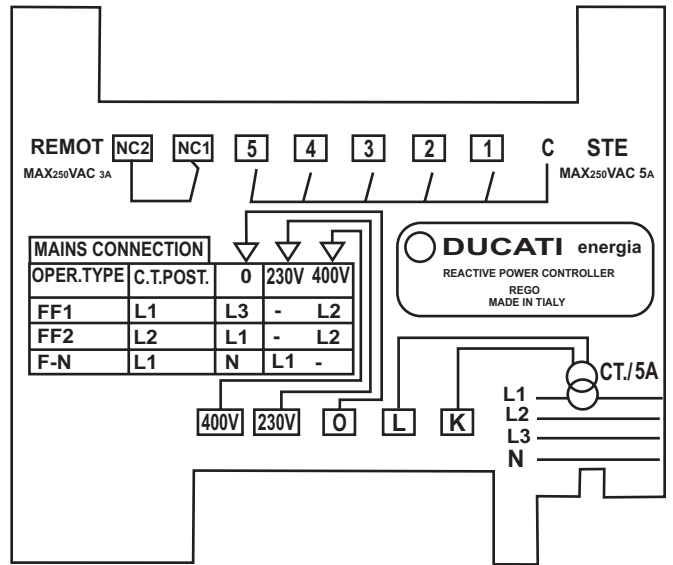 REMOT NC2 NC1 5 4 3 2 1 C STE
MAX250VAC 3A MAX250VAC 5A
MAINS CONNECTION
OPER.TYPE C.T.POST. 0 230V 400V
FF1 L1 L3 - L2
FF2 L2 L1 - L2
F-N L1 N L1 -
DUCATI energia
REACTIVE POWER CONTROLLER
REGO
MADE IN TIALY
CT./5A
L1
L2
L3
N
400V 230V O L K